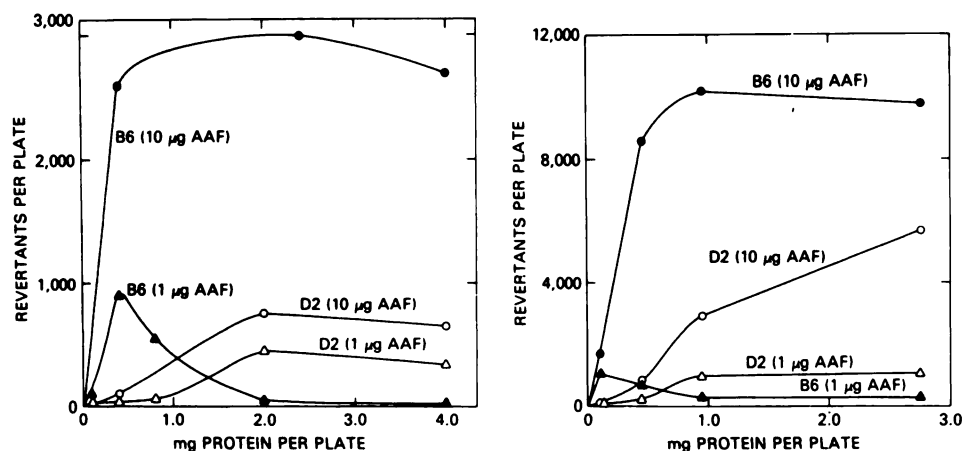 3,000
2,000
1,000
0
REVERTANTS PER PLATE
B6 (10 µg AAF)
B6 (1 µg AAF)
D2 (10 µg AAF)
D2 (1 µg AAF)
0
1.0
2.0
3.0
4.0
mg PROTEIN PER PLATE
12,000
8,000
4,000
0
REVERTANTS PER PLATE
B6 (10 µg AAF)
D2 (10 µg AAF)
D2 (1 µg AAF)
B6 (1 µg AAF)
0
1.0
2.0
3.0
mg PROTEIN PER PLATE